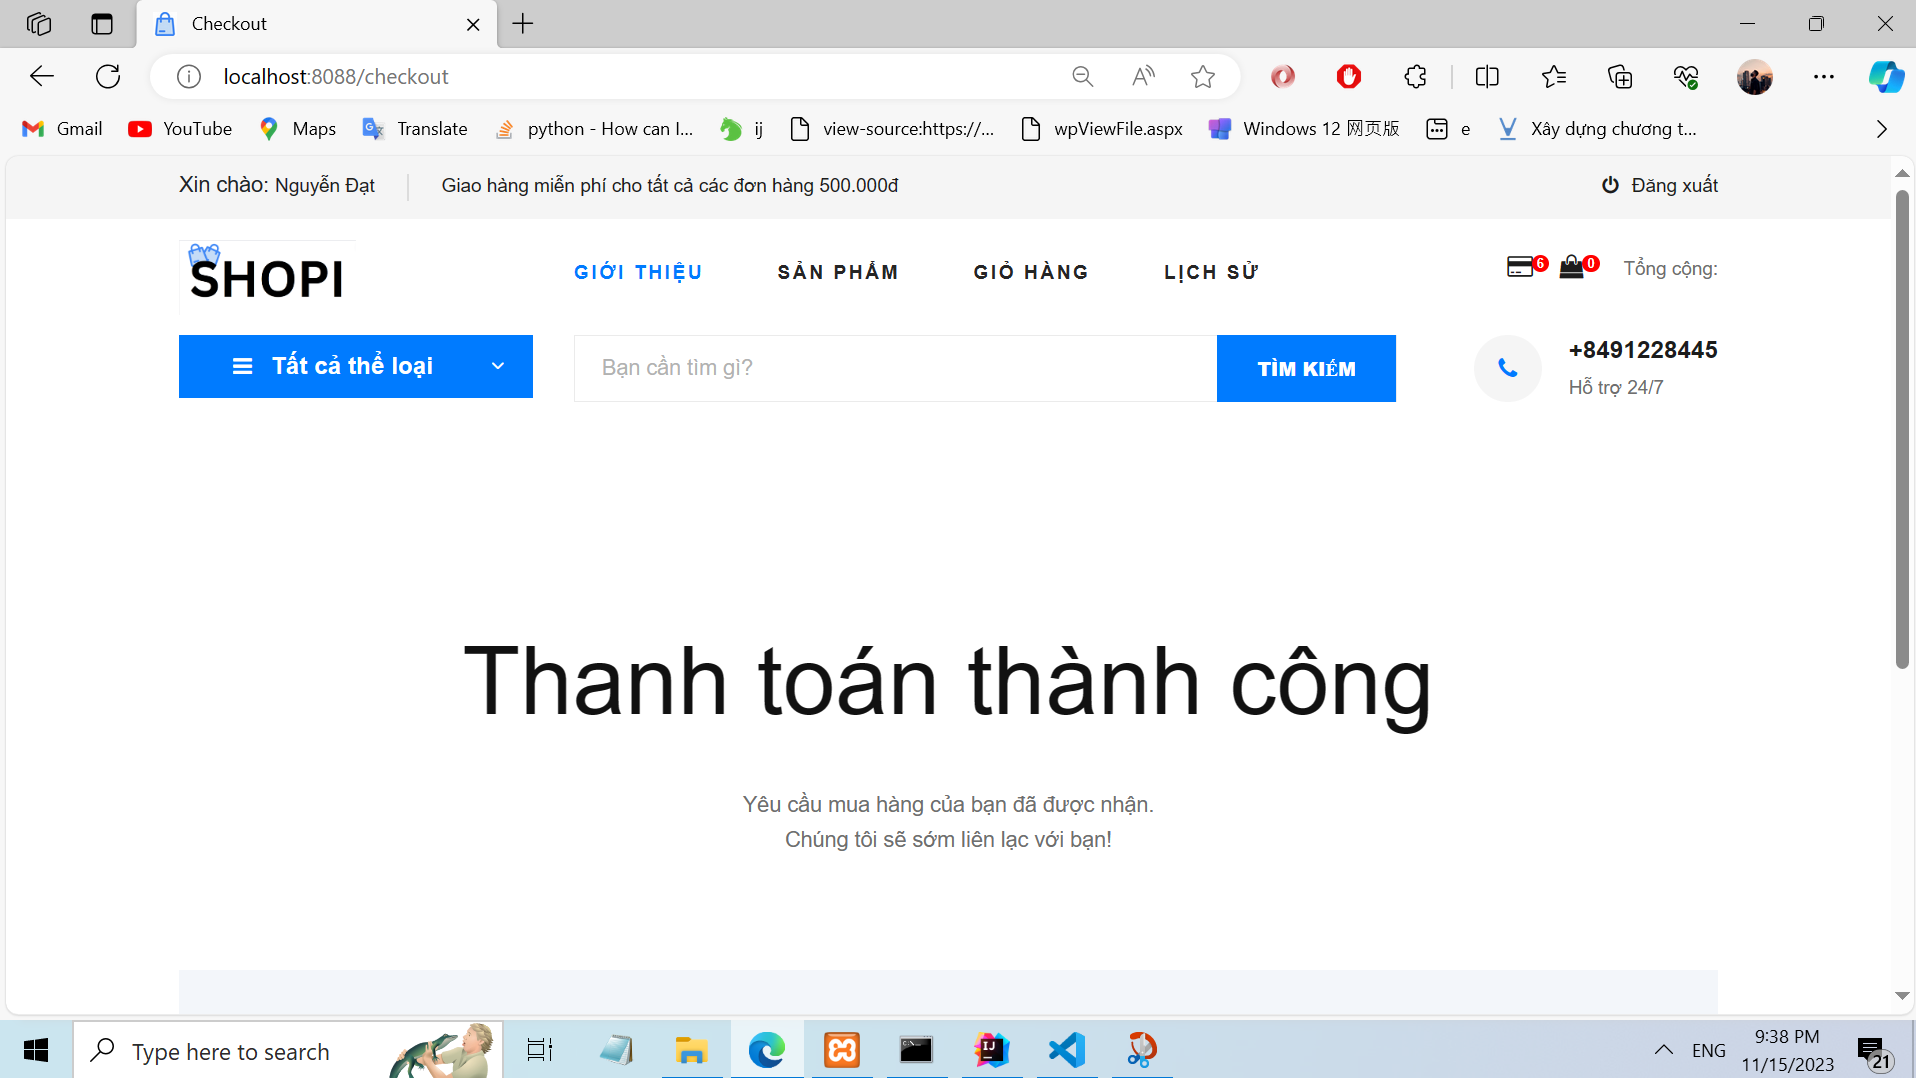 Checkout
localhost:8088/checkout
Gmail YouTube Maps Translate python - How can I... ij view-source:https://... wpViewFile.aspx Windows 12 网页版 e Xây dựng chương t...
Xin chào: Nguyễn Đạt Giao hàng miễn phí cho tất cả các đơn hàng 500.000đ Đăng xuất
SHOPI GIỚI THIỆU SẢN PHẨM GIỎ HÀNG LỊCH SỬ 6 0 Tổng cộng:
Tất cả thể loại Bạn cần tìm gì? TÌM KIẾM +8491228445
Hỗ trợ 24/7
Thanh toán thành công
Yêu cầu mua hàng của bạn đã được nhận.
Chúng tôi sẽ sớm liên lạc với bạn!
Type here to search ENG 9:38 PM
11/15/2023 21